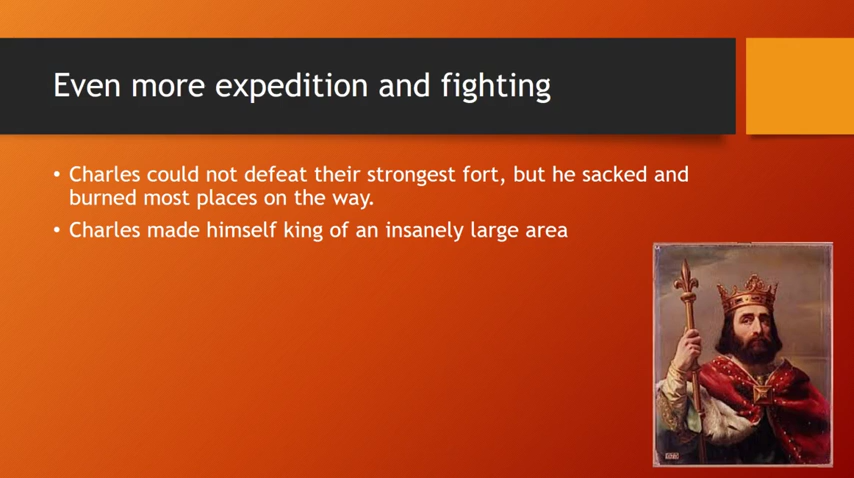 Even more expedition and fighting
• Charles could not defeat their strongest fort, but he sacked and
burned most places on the way.
• Charles made himself king of an insanely large area